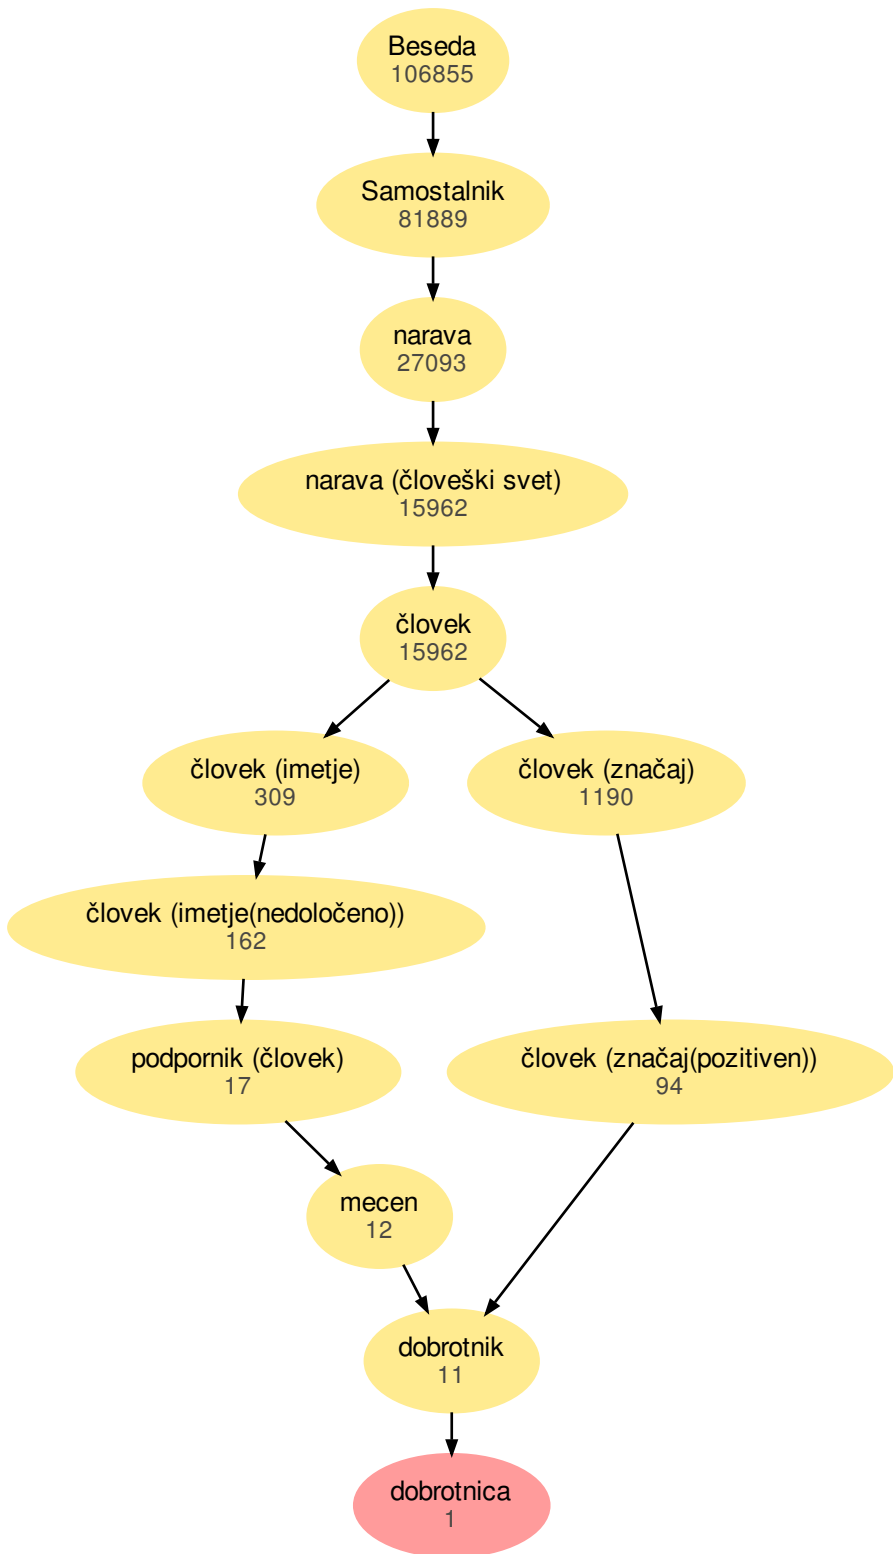 Beseda
106855
Samostalnik
81889
narava
27093
narava (človeški svet)
15962
človek
15962
človek (imetje)
309
človek (značaj)
1190
človek (imetje(nedoločeno))
162
podpornik (človek)
17
človek (značaj(pozitiven))
94
mecen
12
dobrotnik
11
dobrotnica
1